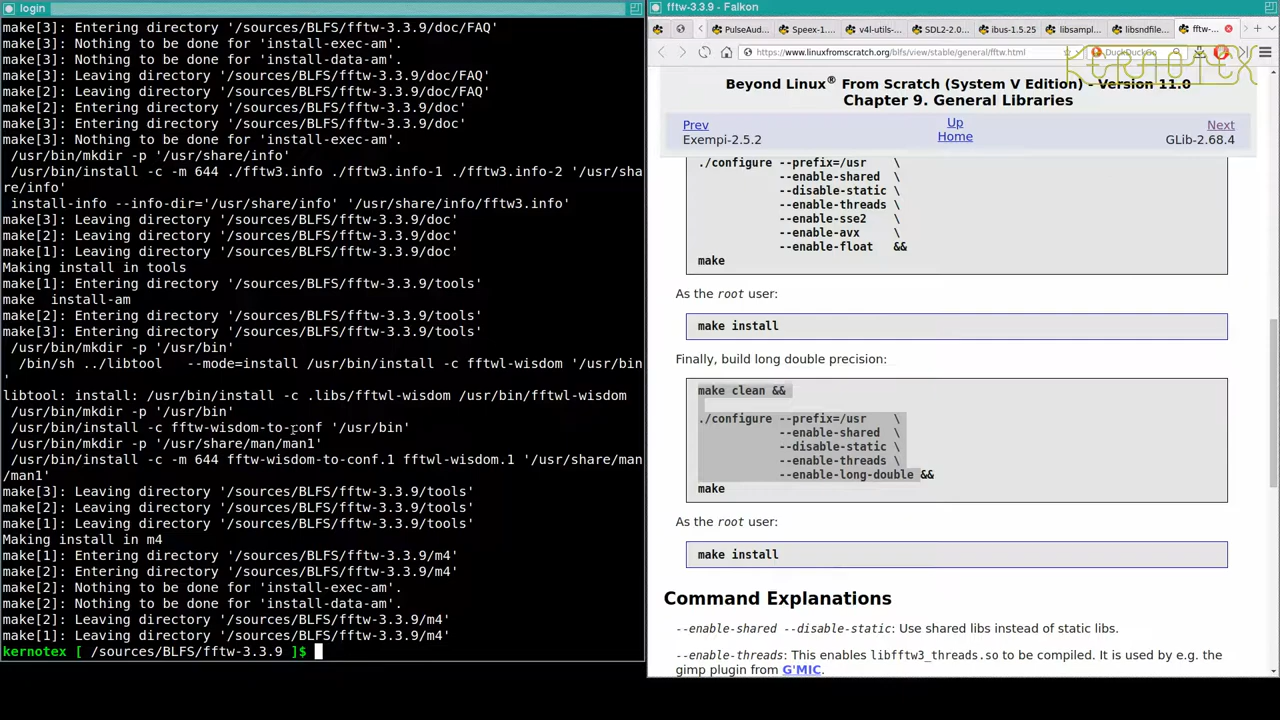 login
make[3]: Entering directory '/sources/BLFS/fftw-3.3.9/doc/FAQ'
make[3]: Nothing to be done for 'install-exec-am'.
make[3]: Nothing to be done for 'install-data-am'.
make[3]: Leaving directory '/sources/BLFS/fftw-3.3.9/doc/FAQ'
make[2]: Leaving directory '/sources/BLFS/fftw-3.3.9/doc/FAQ'
make[2]: Entering directory '/sources/BLFS/fftw-3.3.9/doc'
make[3]: Entering directory '/sources/BLFS/fftw-3.3.9/doc'
make[3]: Nothing to be done for 'install-exec-am'.
/usr/bin/mkdir -p '/usr/share/info'
/usr/bin/install -c -m 644 ./fftw3.info ./fftw3.info-1 ./fftw3.info-2 '/usr/sha
re/info'
install-info --info-dir='/usr/share/info' '/usr/share/info/fftw3.info'
make[3]: Leaving directory '/sources/BLFS/fftw-3.3.9/doc'
make[2]: Leaving directory '/sources/BLFS/fftw-3.3.9/doc'
make[1]: Leaving directory '/sources/BLFS/fftw-3.3.9/doc'
Making install in tools
make[1]: Entering directory '/sources/BLFS/fftw-3.3.9/tools'
make  install-am
make[2]: Entering directory '/sources/BLFS/fftw-3.3.9/tools'
make[3]: Entering directory '/sources/BLFS/fftw-3.3.9/tools'
/usr/bin/mkdir -p '/usr/bin'
/bin/sh ../libtool   --mode=install /usr/bin/install -c fftwl-wisdom '/usr/bin
'
libtool: install: /usr/bin/install -c .libs/fftwl-wisdom /usr/bin/fftwl-wisdom
/usr/bin/mkdir -p '/usr/bin'
/usr/bin/install -c fftw-wisdom-to-conf '/usr/bin'
/usr/bin/mkdir -p '/usr/share/man/man1'
/usr/bin/install -c -m 644 fftw-wisdom-to-conf.1 fftwl-wisdom.1 '/usr/share/man
/man1'
make[3]: Leaving directory '/sources/BLFS/fftw-3.3.9/tools'
make[2]: Leaving directory '/sources/BLFS/fftw-3.3.9/tools'
make[1]: Leaving directory '/sources/BLFS/fftw-3.3.9/tools'
Making install in m4
make[1]: Entering directory '/sources/BLFS/fftw-3.3.9/m4'
make[2]: Entering directory '/sources/BLFS/fftw-3.3.9/m4'
make[2]: Nothing to be done for 'install-exec-am'.
make[2]: Nothing to be done for 'install-data-am'.
make[2]: Leaving directory '/sources/BLFS/fftw-3.3.9/m4'
make[1]: Leaving directory '/sources/BLFS/fftw-3.3.9/m4'
kernotex [ /sources/BLFS/fftw-3.3.9 ]$
fftw-3.3.9 - Falkon
PulseAud... Speex-1.... v4l-utils-... SDL2-2.0... ibus-1.5.25 libsampl... libsndfile... fftw-...
https://www.linuxfromscratch.org/blfs/view/stable/general/fftw.html DuckDuckGo
KERNOTEX
Beyond Linux® From Scratch (System V Edition) - Version 11.0
Chapter 9. General Libraries
Prev Up Next
Exempi-2.5.2 Home GLib-2.68.4
./configure --prefix=/usr    \
--enable-shared  \
--disable-static \
--enable-threads \
--enable-sse2    \
--enable-avx     \
--enable-float   &&
make
As the root user:
make install
Finally, build long double precision:
make clean &&
./configure --prefix=/usr    \
--enable-shared  \
--disable-static \
--enable-threads \
--enable-long-double &&
make
As the root user:
make install
Command Explanations
--enable-shared --disable-static: Use shared libs instead of static libs.
--enable-threads: This enables libfftw3_threads.so to be compiled. It is used by e.g. the
gimp plugin from G'MIC.